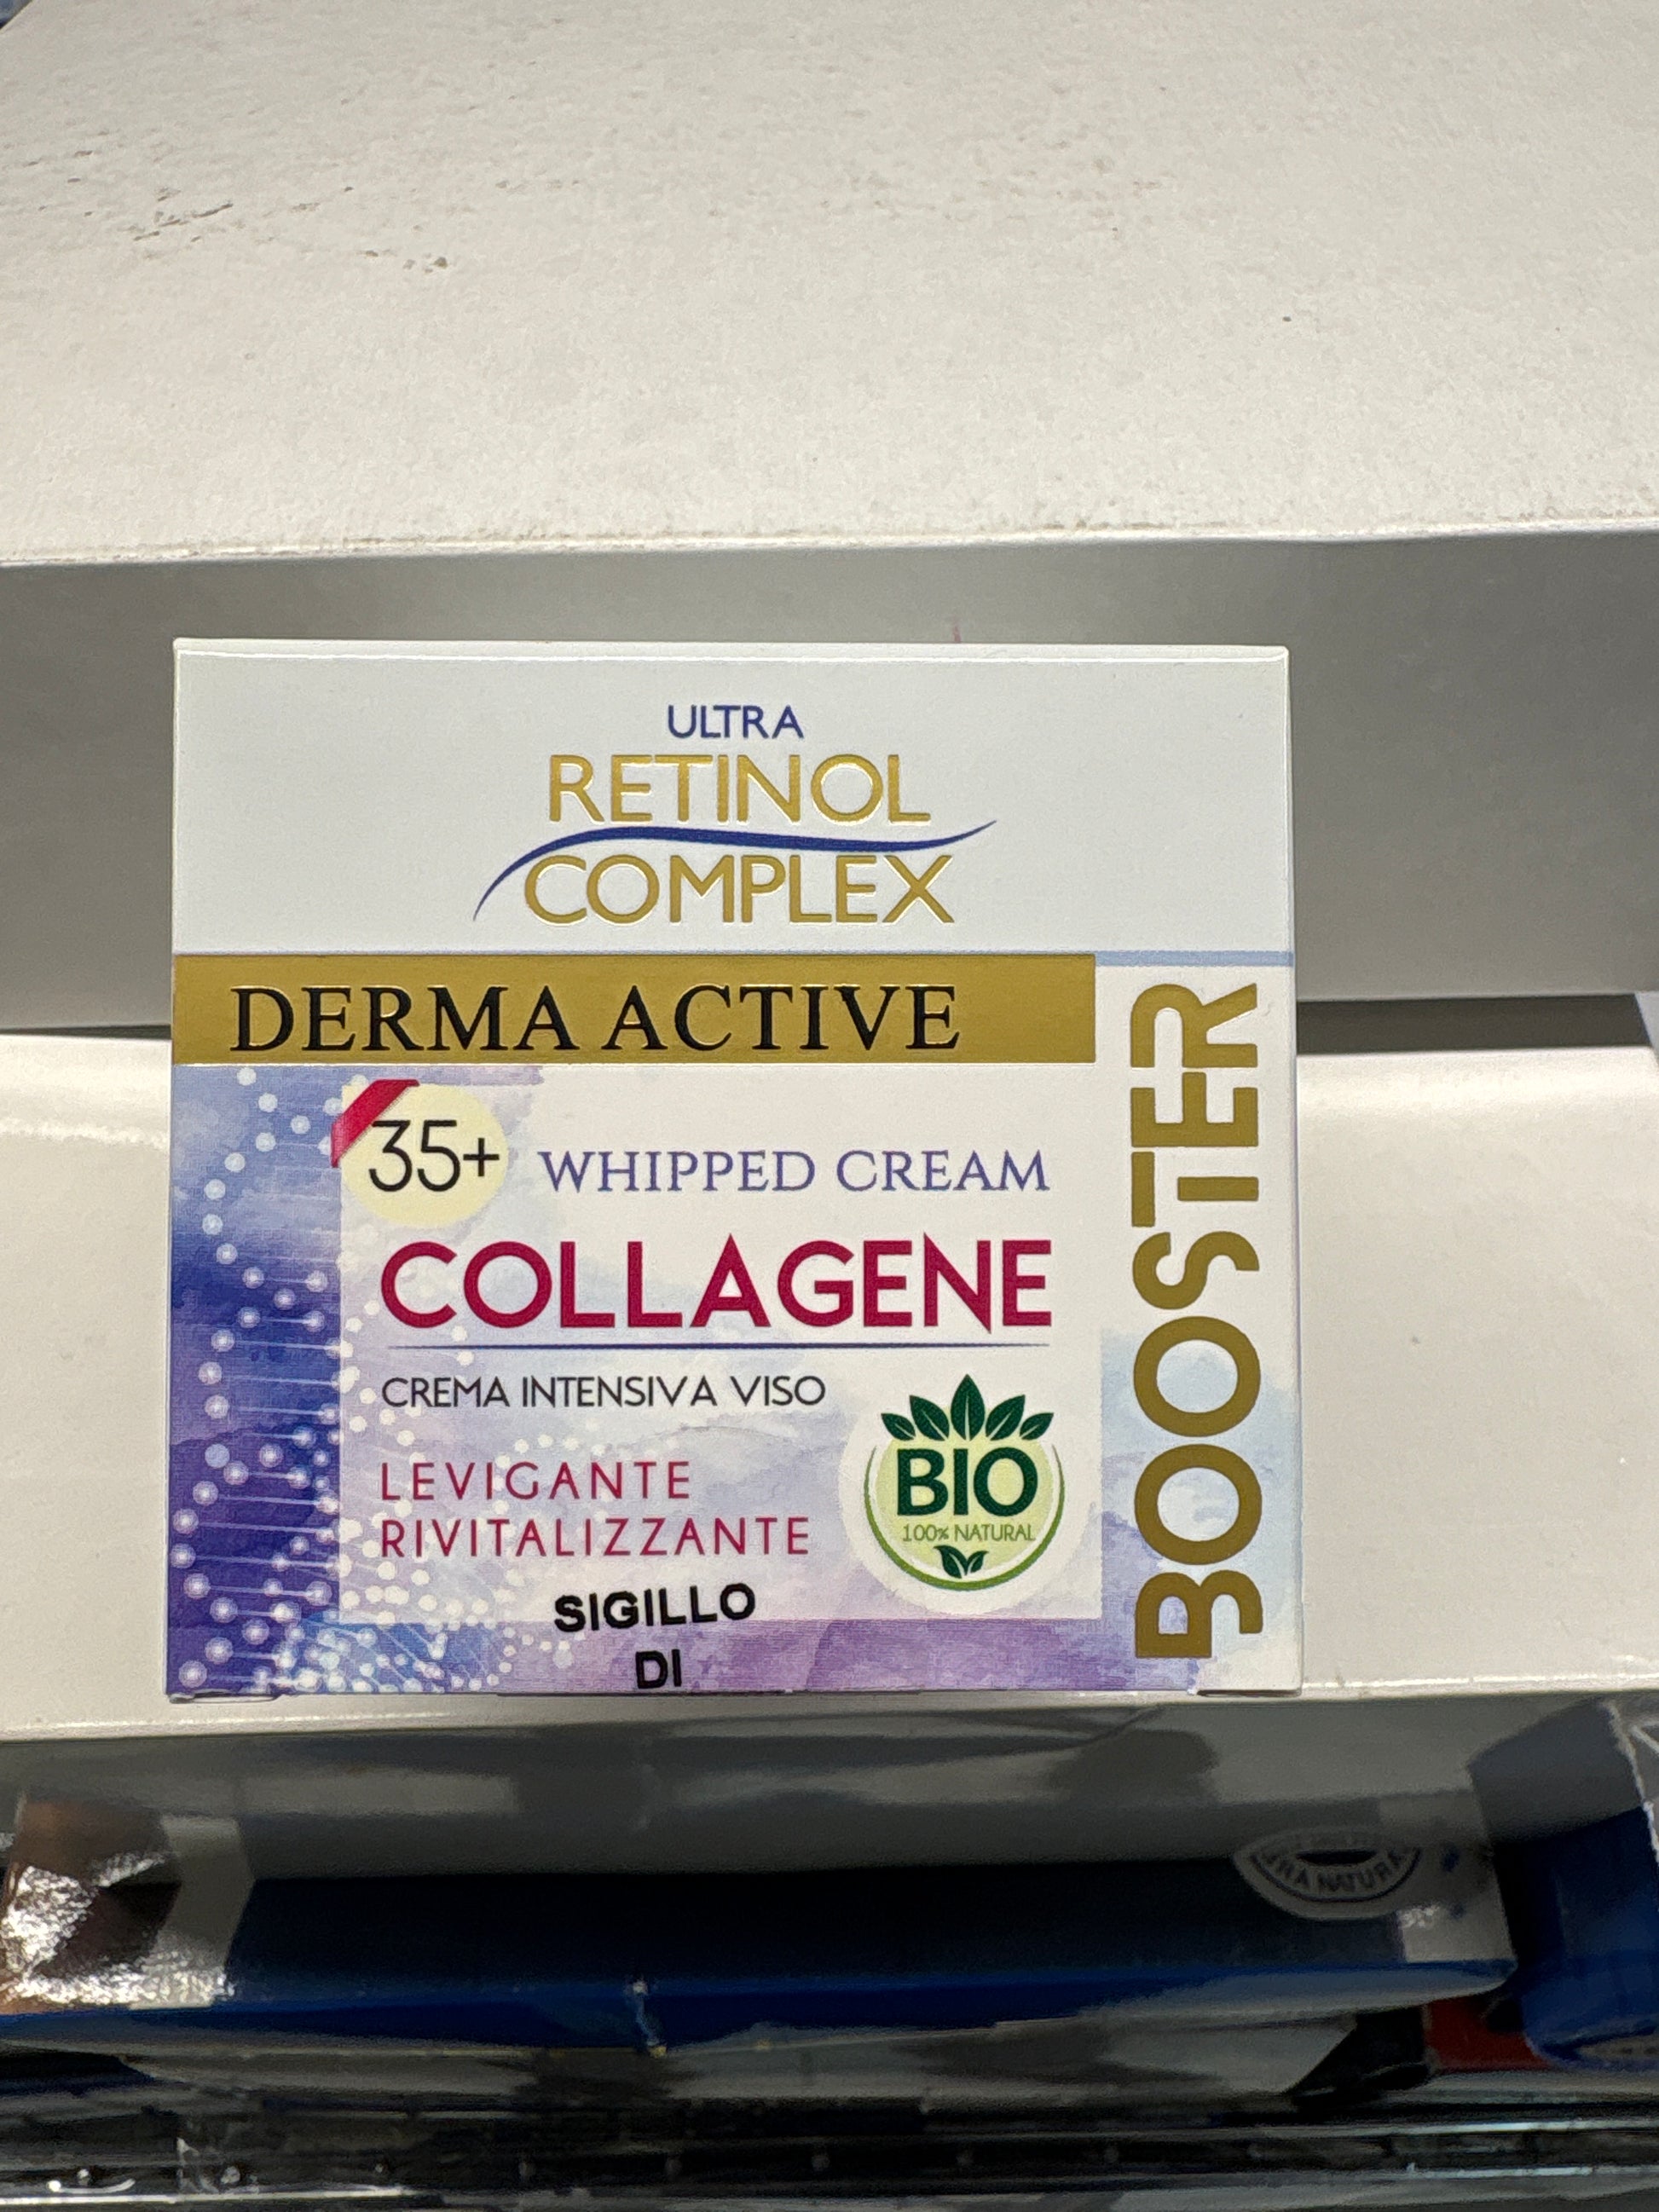 ULTRA
RETINOL
COMPLEX
DERMA ACTIVE
35+
WHIPPED CREAM
COLLAGENE
CREMA INTENSIVA VISO
LEVIGANTE
RIVITALIZZANTE
BIO
100% NATURAL
SIGILLO
DI
BOOSTER